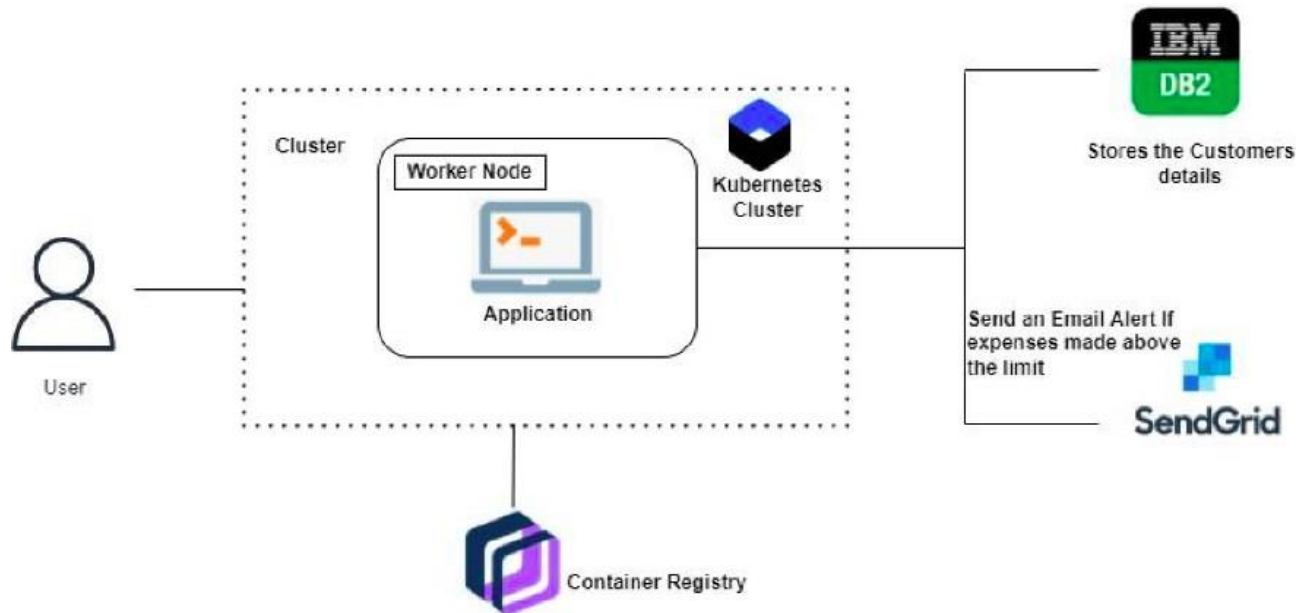 IBM
DB2
Stores the Customers
details
Cluster
Worker Node
Kubernetes
Cluster
Application
User
Send an Email Alert If
expenses made above
the limit
SendGrid
Container Registry